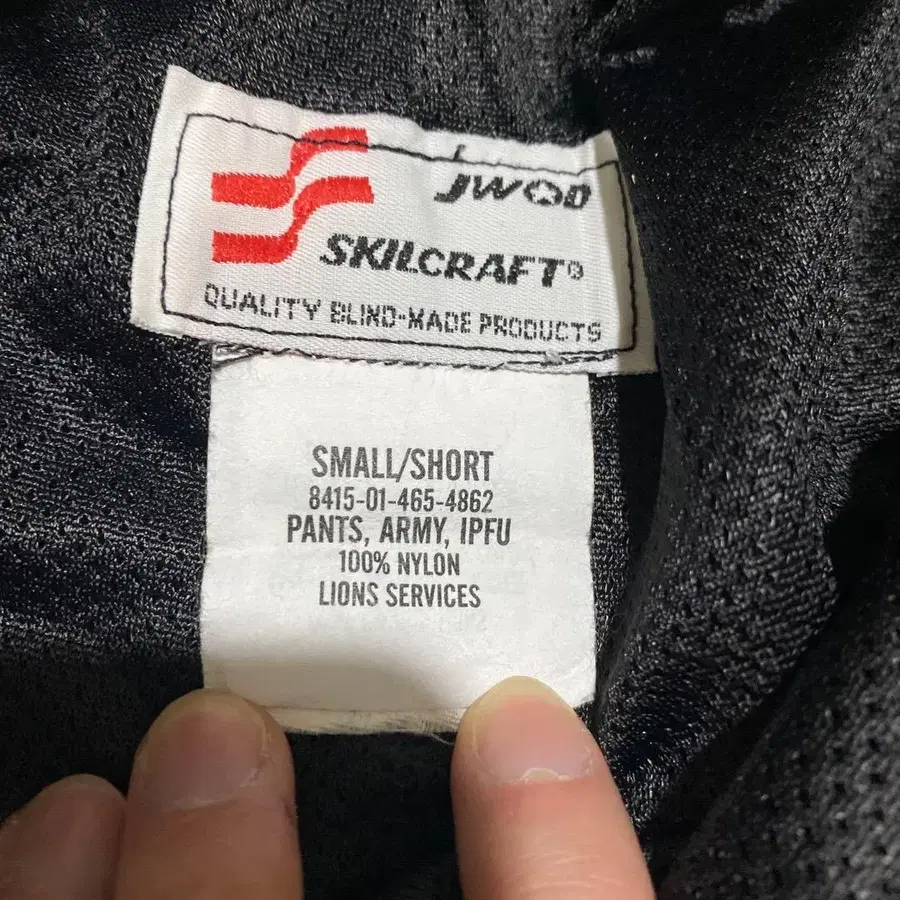 JWOD
SKILCRAFT®
QUALITY BLIND-MADE PRODUCTS
SMALL/SHORT
8415-01-465-4862
PANTS, ARMY, IPFU
100% NYLON
LIONS SERVICES